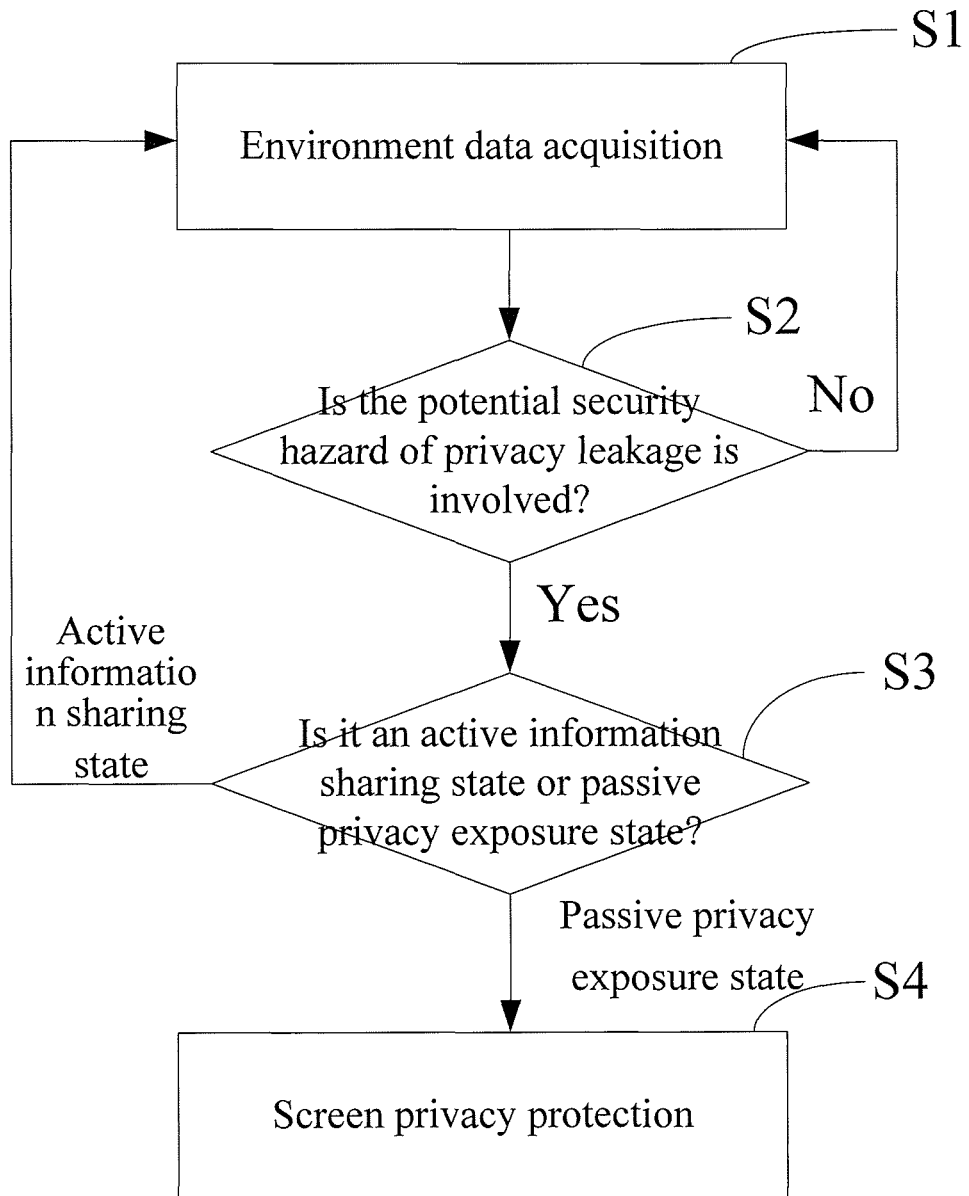 S1
Environment data acquisition
S2
Is the potential security
hazard of privacy leakage is
involved?
No
Yes
Active
informatio
n sharing
state
S3
Is it an active information
sharing state or passive
privacy exposure state?
Passive privacy
exposure state
S4
Screen privacy protection